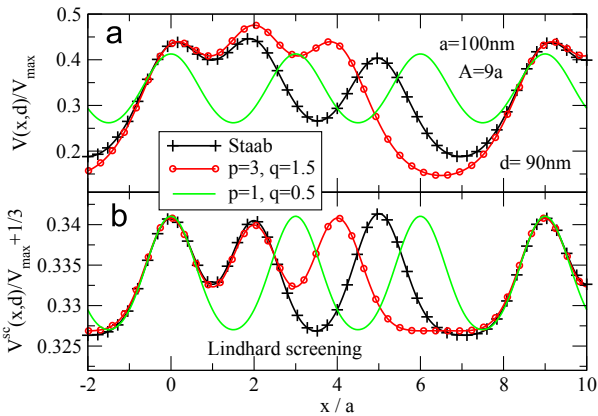 a
a=100nm
A=9a
d= 90nm
V(x,d)/V_max
0.5
0.4
0.3
0.2
Staab
p=3, q=1.5
p=1, q=0.5
b
V^sc(x,d)/V_max+1/3
0.34
0.335
0.33
0.325
Lindhard screening
-2 0 2 4 6 8 10
x / a